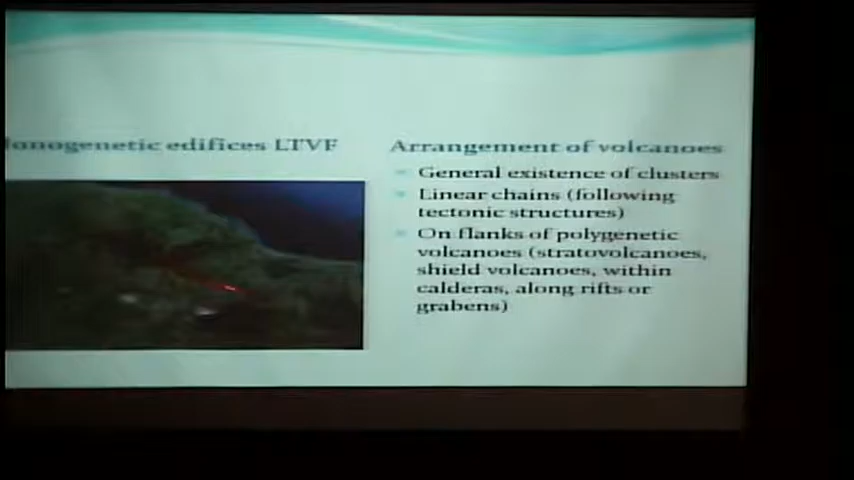 edifices LTVF
Arrangement of volcanoes
General existence of clusters
Linear chains (following
tectonic structures)
On flanks of polygenetic
volcanoes (stratovolcanoes,
shield volcanoes, within
calderas, along rifts or
grabens)